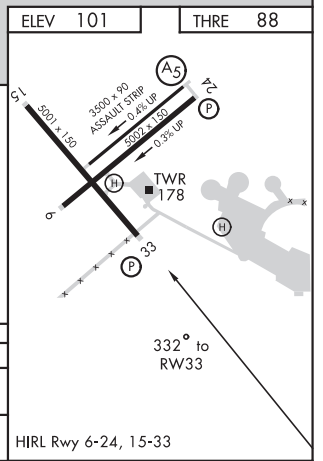 ELEV 101
THRE 88
A5
24
P
3500 x 90
ASSAULT STRIP
0.4% UP
5002 x 150
0.3% UP
15
5001 x 150
H
TWR
178
6
H
x x
33
P
x x x x x x
332° to
RW33
HIRL Rwy 6-24, 15-33